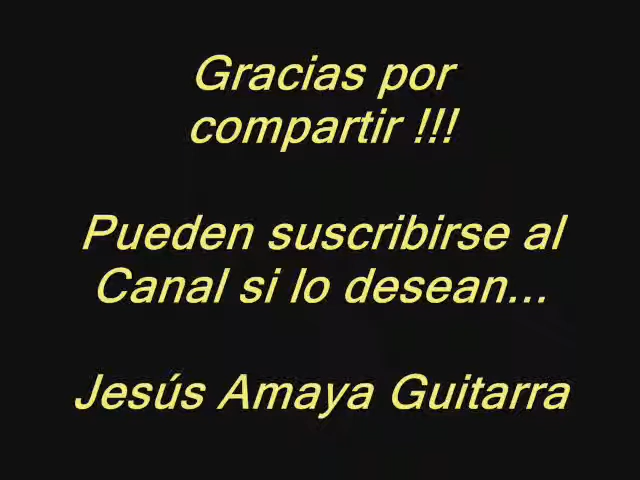 Gracias por
compartir !!!
Pueden suscribirse al
Canal si lo desean...
Jesús Amaya Guitarra